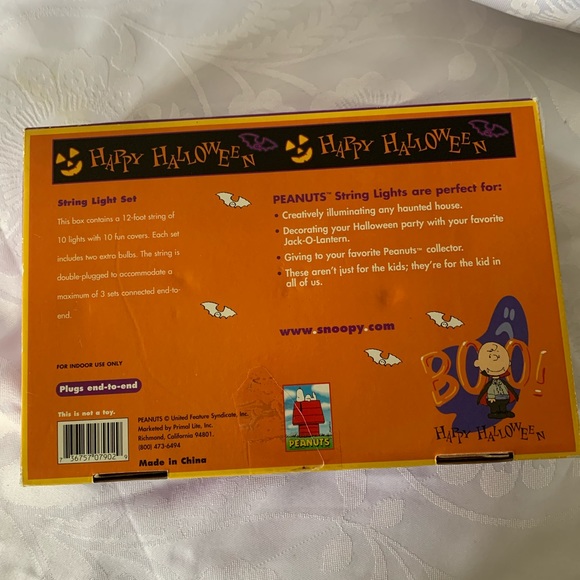 HAPPY HALLOWEEN HAPPY HALLOWEEN
String Light Set
This box contains a 12-foot string of
10 lights with 10 fun covers. Each set
includes two extra bulbs. The string is
double-plugged to accommodate a
maximum of 3 sets connected end-to-
end.
FOR INDOOR USE ONLY
Plugs end-to-end
This is not a toy.
7 36757 07902 9
PEANUTS © United Feature Syndicate, Inc.
Marketed by Primal Lite, Inc.
Richmond, California 94801.
(800) 473-6494
Made in China
PEANUTS™ String Lights are perfect for:
• Creatively illuminating any haunted house.
• Decorating your Halloween party with your favorite
Jack-O-Lantern.
• Giving to your favorite Peanuts™ collector.
• These aren't just for the kids; they're for the kid in
all of us.
www.snoopy.com
PEANUTS
BOO!
HAPPY HALLOWEEN